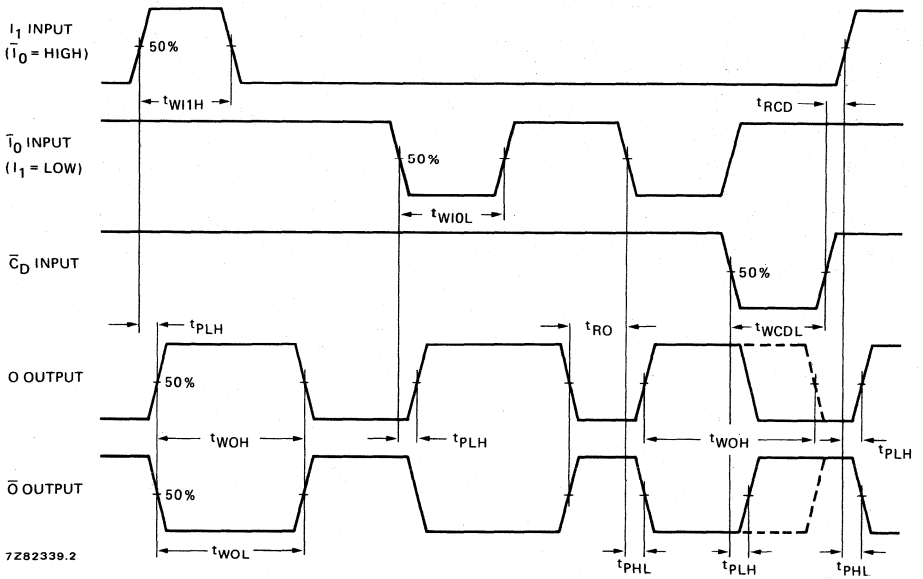 I₁ INPUT
(Ī₀ = HIGH)
50%
tWI1H
tRCD
Ī₀ INPUT
(I₁ = LOW)
50%
tWI0L
C̄D INPUT
50%
tPLH
tRO
tWCDL
O OUTPUT
50%
tWOH
tPLH
tWOH
tPLH
Ō OUTPUT
50%
7Z82339.2
tWOL
tPHL
tPLH
tPHL